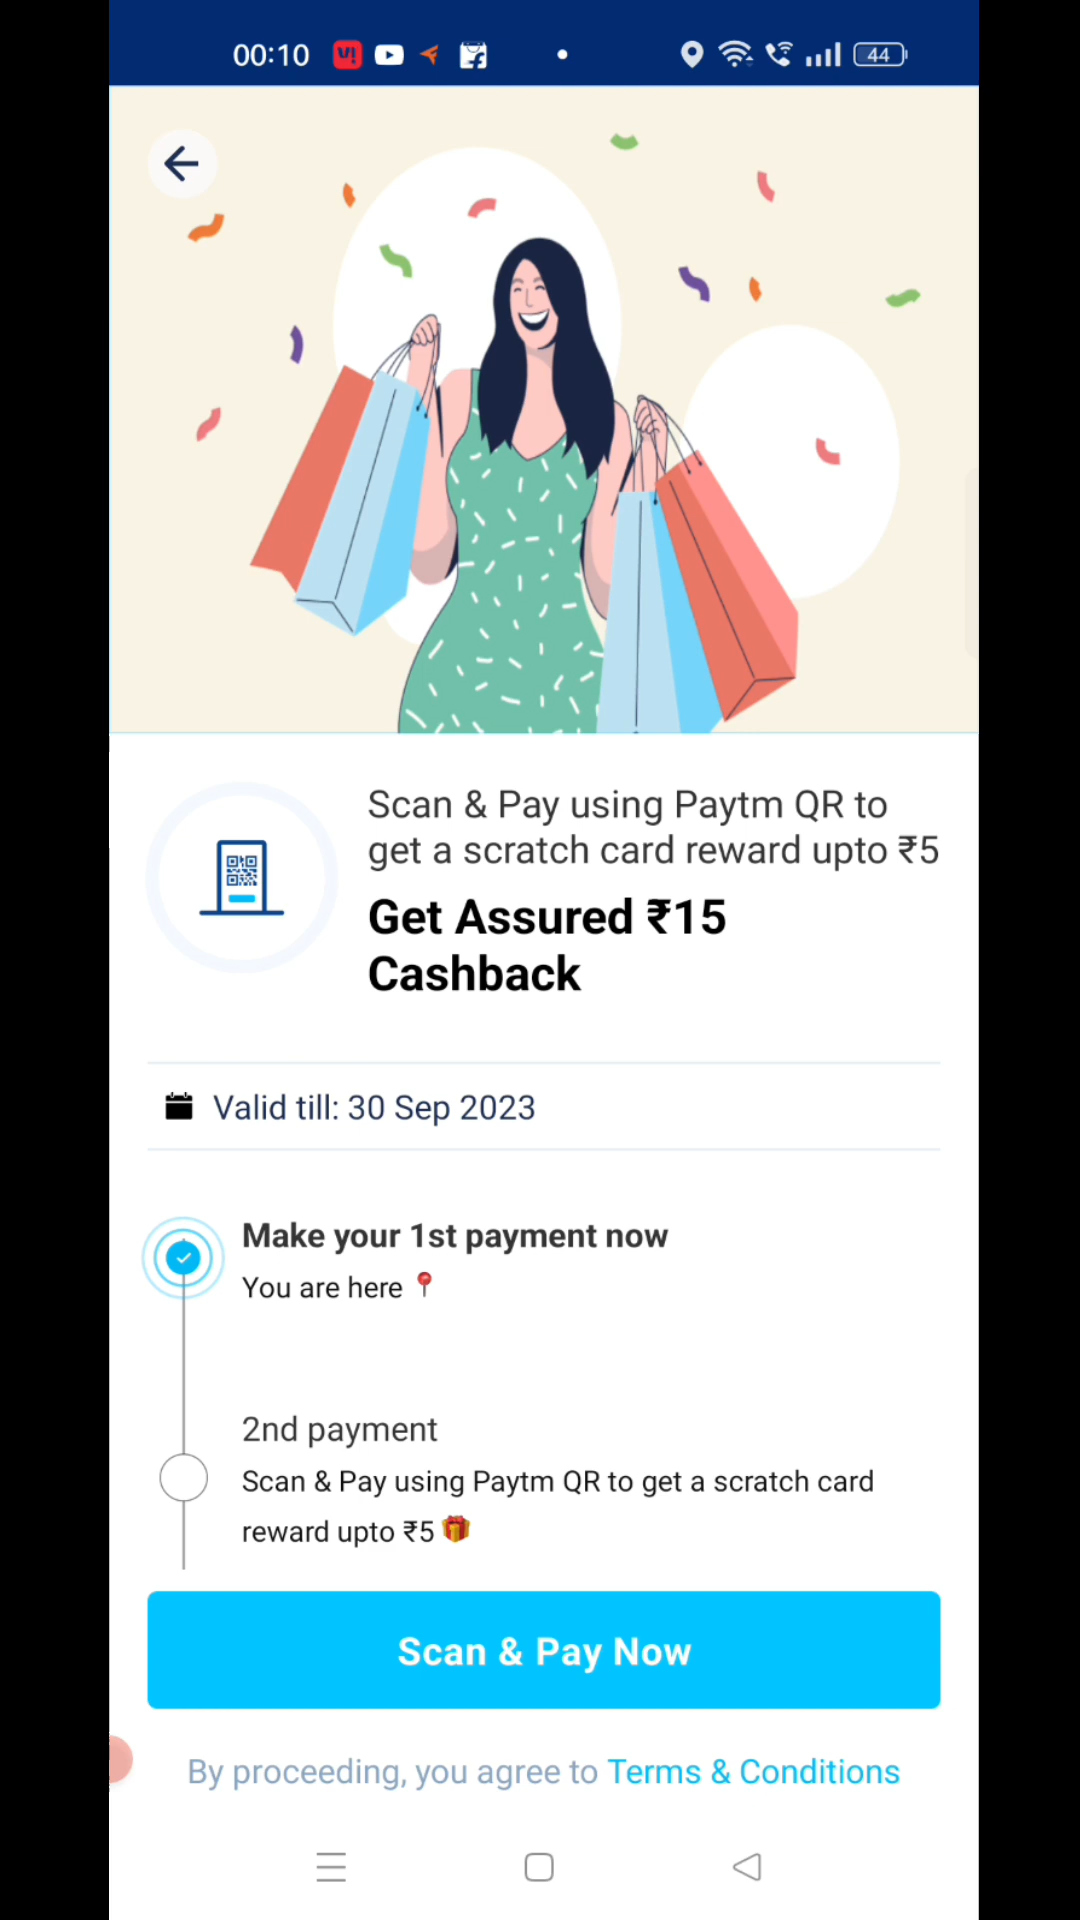 00:10
44
Scan & Pay using Paytm QR to
get a scratch card reward upto ₹5
Get Assured ₹15
Cashback
Valid till: 30 Sep 2023
Make your 1st payment now
You are here 📍
2nd payment
Scan & Pay using Paytm QR to get a scratch card
reward upto ₹5 🎁
Scan & Pay Now
By proceeding, you agree to Terms & Conditions